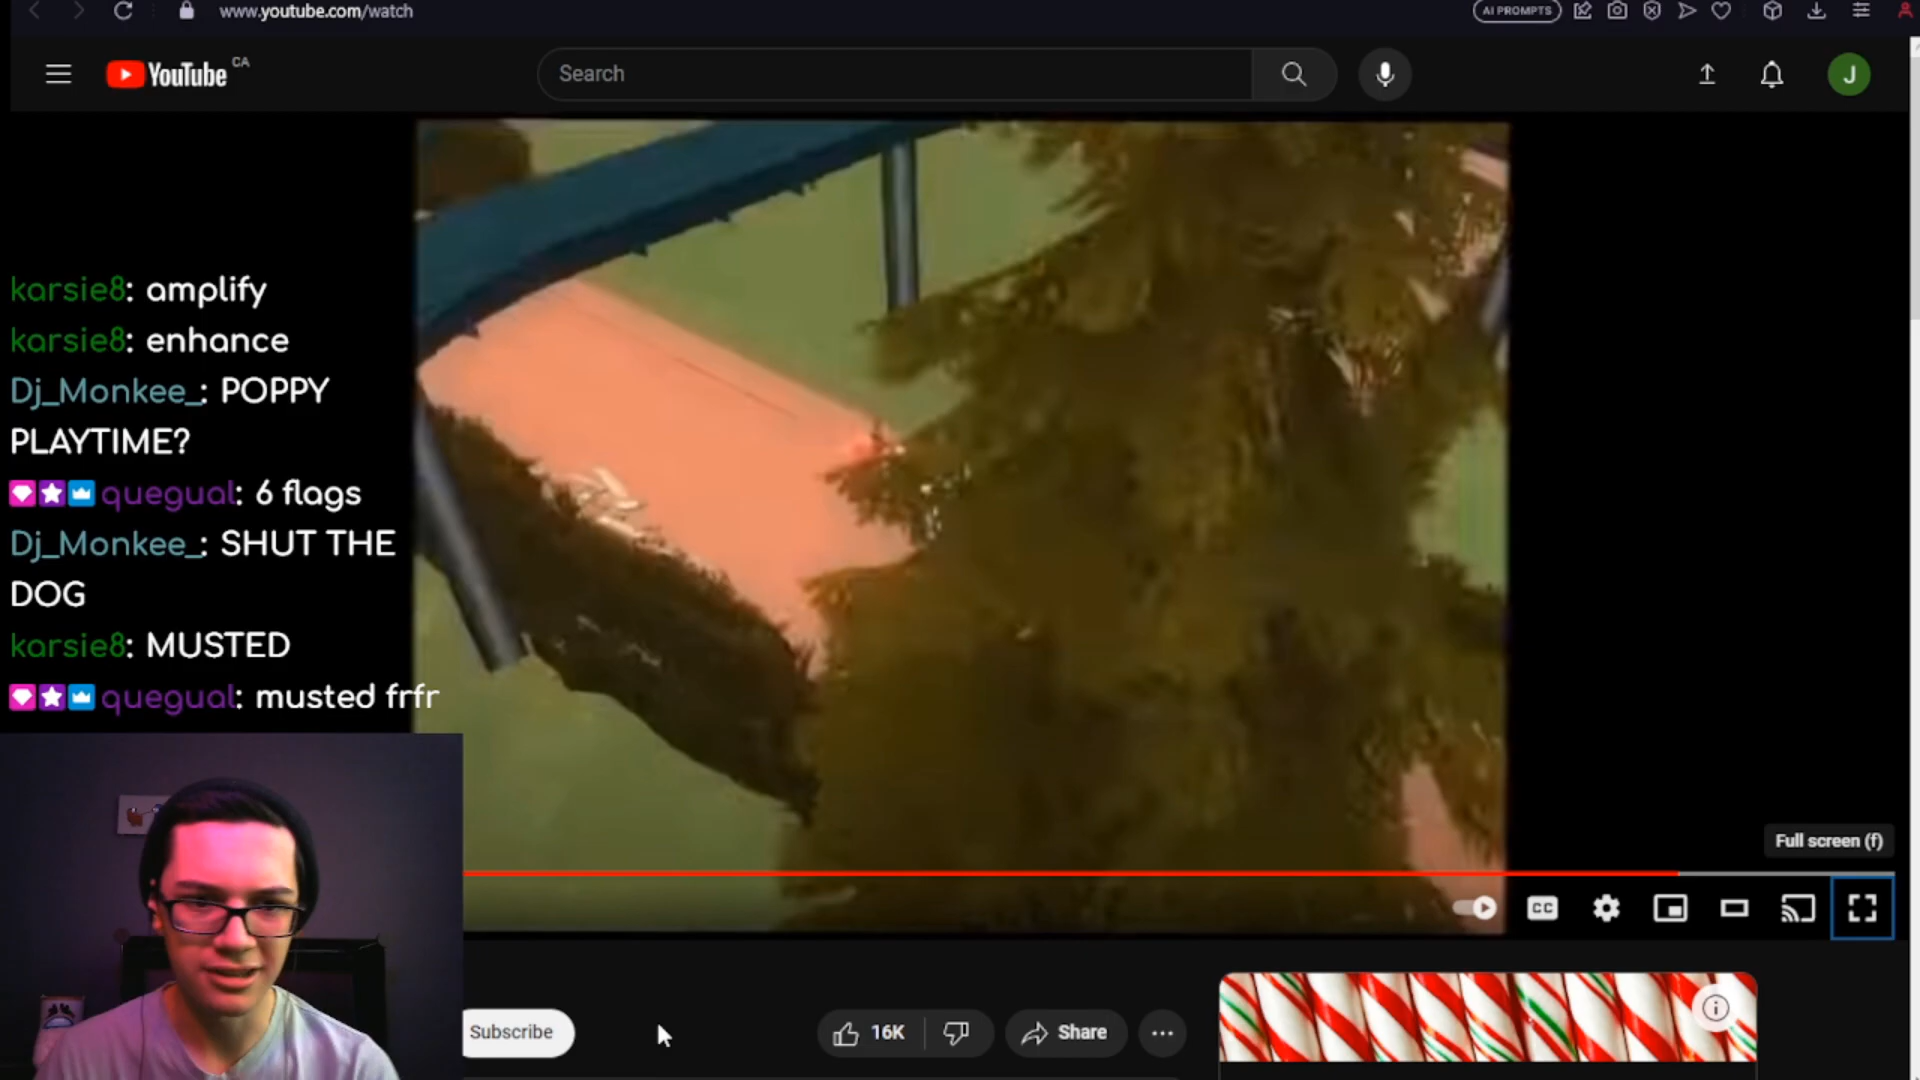 www.youtube.com/watch
AI PROMPTS
YouTube CA
Search
J
karsie8: amplify
karsie8: enhance
Dj_Monkee_: POPPY
PLAYTIME?
quegual: 6 flags
Dj_Monkee_: SHUT THE
DOG
karsie8: MUSTED
quegual: musted frfr
Full screen (f)
CC
Subscribe
16K
Share